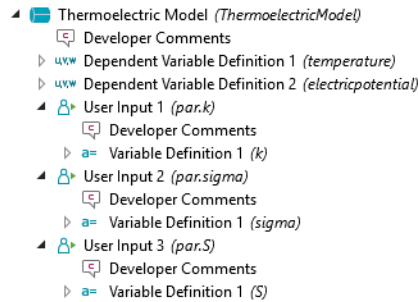 Thermoelectric Model (ThermoelectricModel)
c Developer Comments
u,v,w Dependent Variable Definition 1 (temperature)
u,v,w Dependent Variable Definition 2 (electricpotential)
User Input 1 (par.k)
c Developer Comments
a= Variable Definition 1 (k)
User Input 2 (par.sigma)
c Developer Comments
a= Variable Definition 1 (sigma)
User Input 3 (par.S)
c Developer Comments
a= Variable Definition 1 (S)